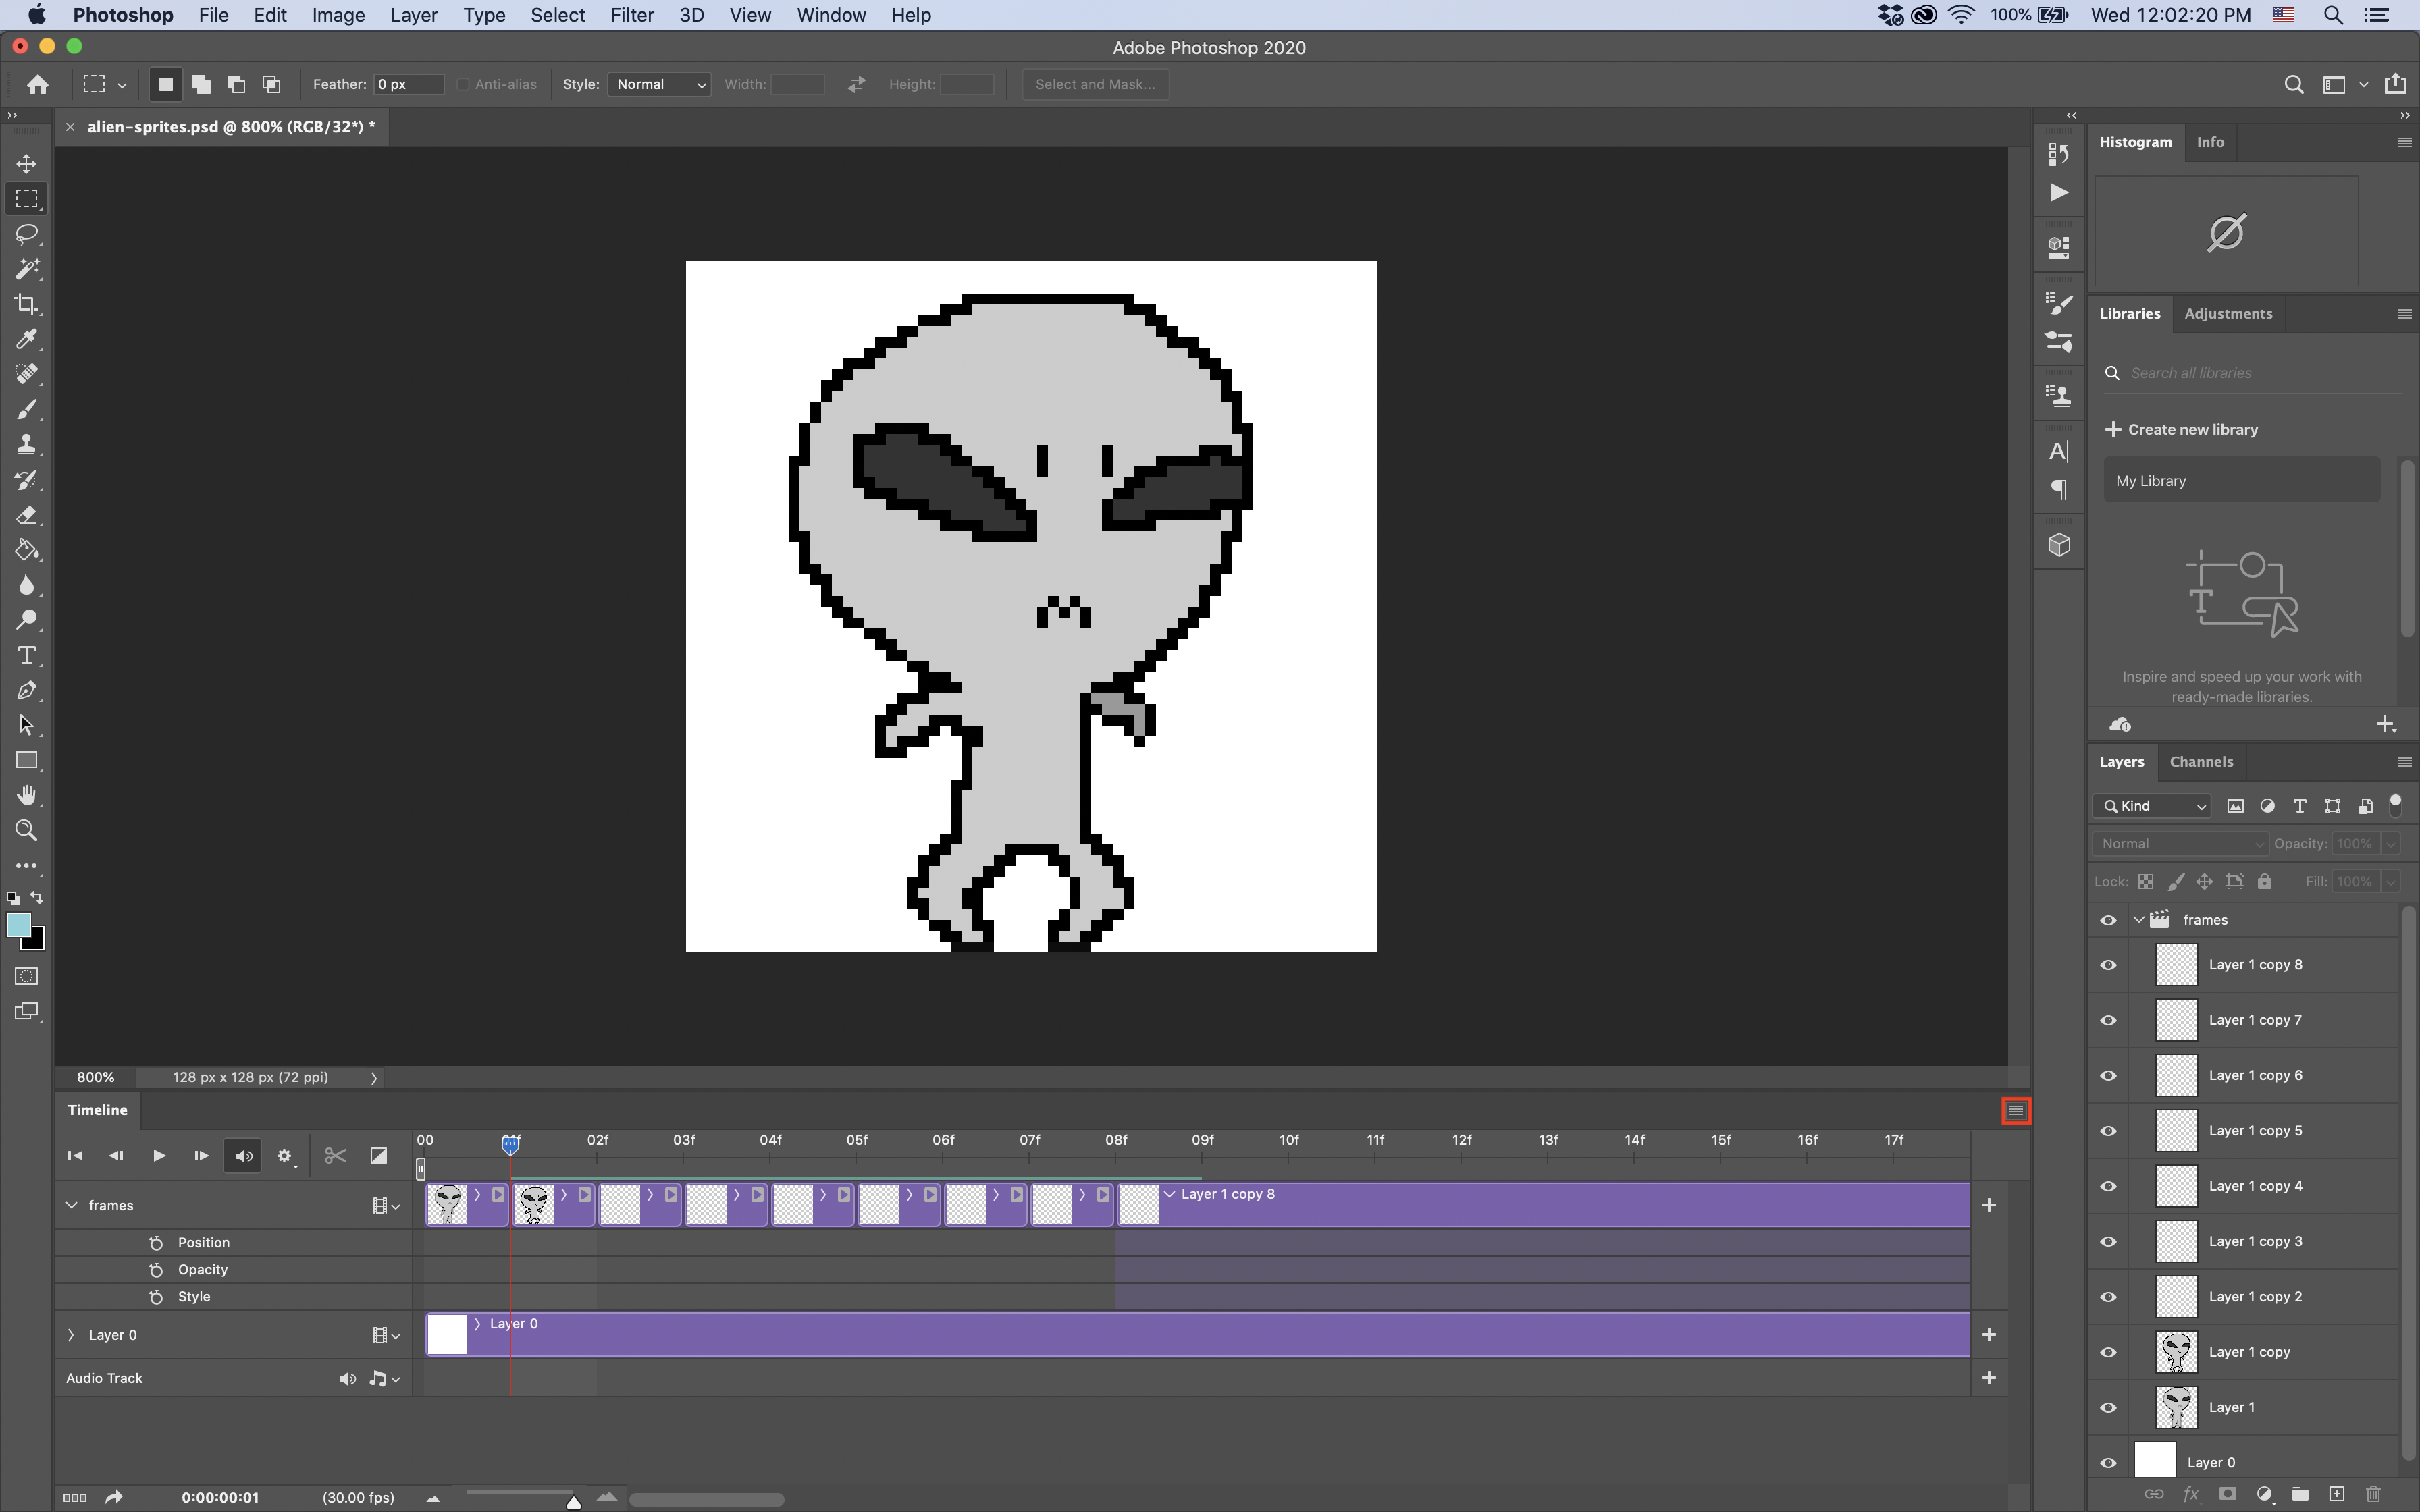 Photoshop File Edit Image Layer Type Select Filter 3D View Window Help 100% Wed 12:02:20 PM
Adobe Photoshop 2020
Feather: 0 px Anti-alias Style: Normal Width: Height: Select and Mask...
alien-sprites.psd @ 800% (RGB/32*) *
Histogram Info
Libraries Adjustments
Search all libraries
Create new library
My Library
Inspire and speed up your work with
ready-made libraries.
Layers Channels
Kind
Normal Opacity: 100%
Lock: Fill: 100%
frames
Layer 1 copy 8
Layer 1 copy 7
Layer 1 copy 6
Layer 1 copy 5
Layer 1 copy 4
Layer 1 copy 3
Layer 1 copy 2
Layer 1 copy
Layer 1
Layer 0
800% 128 px x 128 px (72 ppi)
Timeline
00 01f 02f 03f 04f 05f 06f 07f 08f 09f 10f 11f 12f 13f 14f 15f 16f 17f
frames Layer 1 copy 8
Position
Opacity
Style
Layer 0 Layer 0
Audio Track
0:00:00:01 (30.00 fps)